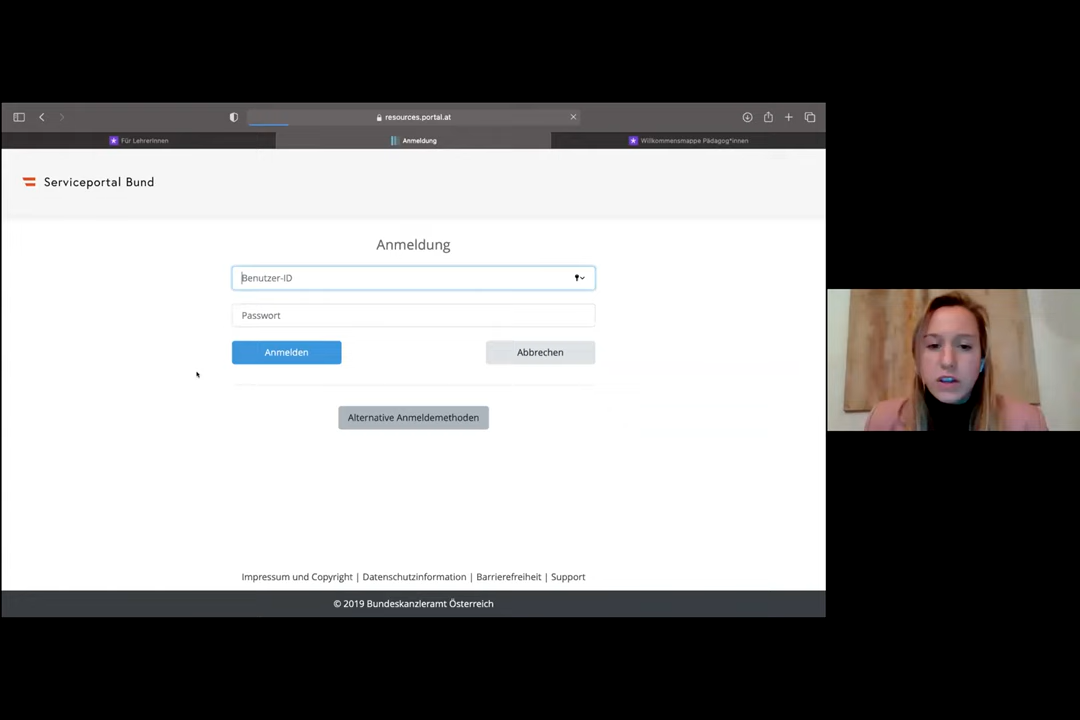 resources.portal.at
Für LehrerInnen
Anmeldung
Willkommensmappe Pädagog*innen
Serviceportal Bund
Anmeldung
Benutzer-ID
Passwort
Anmelden
Abbrechen
Alternative Anmeldemethoden
Impressum und Copyright | Datenschutzinformation | Barrierefreiheit | Support
© 2019 Bundeskanzleramt Österreich